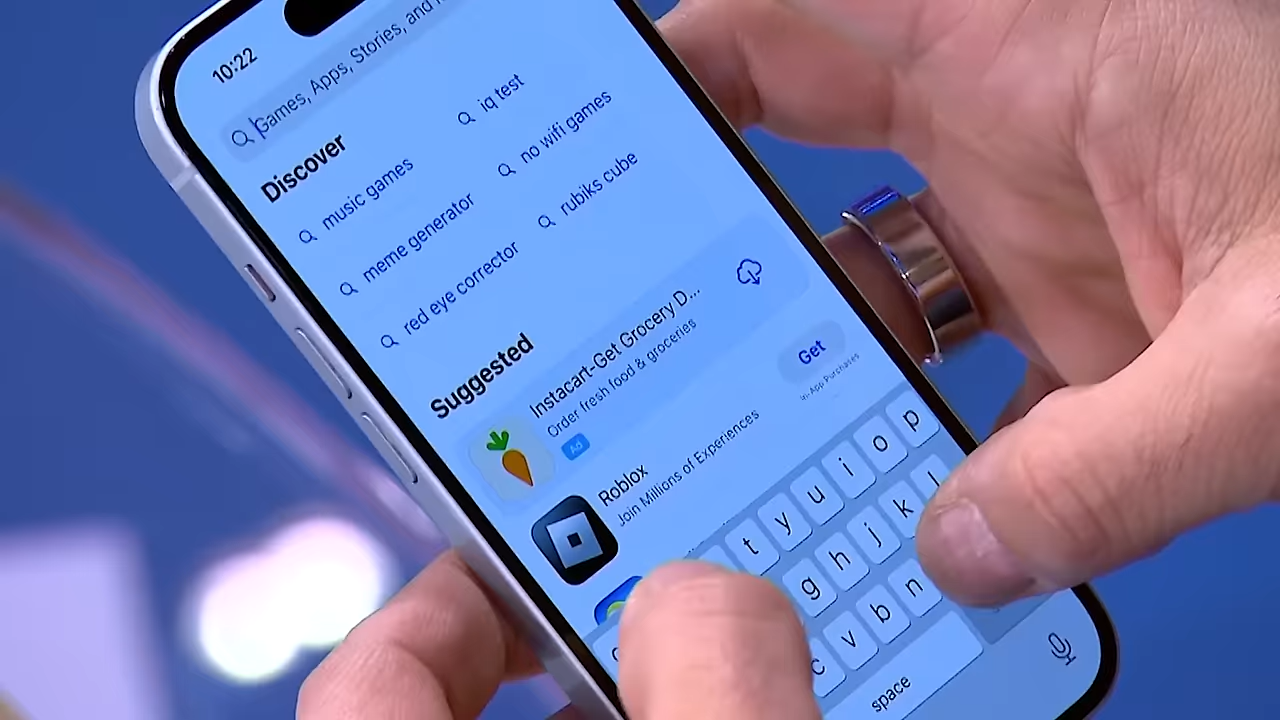 10:22
Games, Apps, Stories, and
Discover
music games
iq test
meme generator
no wifi games
red eye corrector
rubiks cube
Suggested
Instacart-Get Grocery D...
Order fresh food & groceries
Ad
Roblox
Join Millions of Experiences
Get
In-App Purchases
t y u i o p
g h j k l
c v b n
space